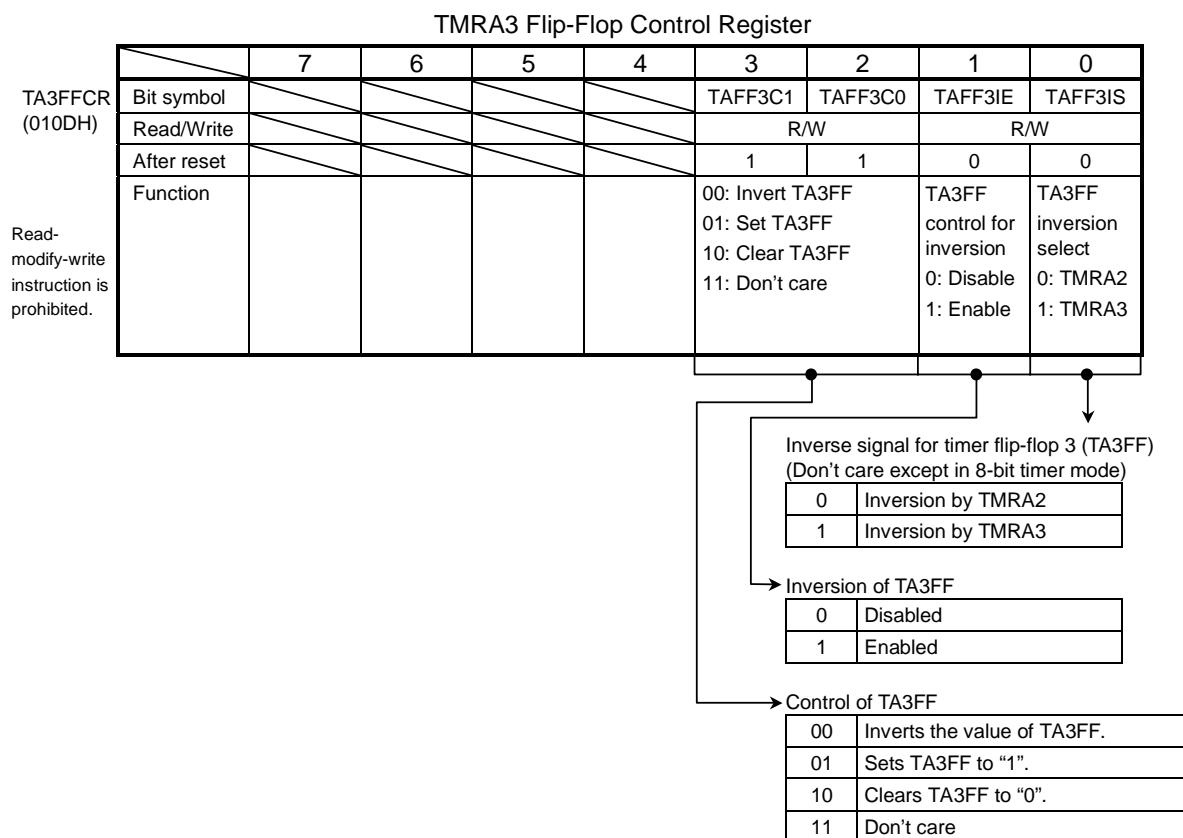 TMRA3 Flip-Flop Control Register
7 6 5 4 3 2 1 0
TA3FFCR
(010DH)
Bit symbol TAFF3C1 TAFF3C0 TAFF3IE TAFF3IS
Read/Write R/W R/W
After reset 1 1 0 0
Function
Read-
modify-write
instruction is
prohibited.
00: Invert TA3FF
01: Set TA3FF
10: Clear TA3FF
11: Don't care
TA3FF
control for
inversion
0: Disable
1: Enable
TA3FF
inversion
select
0: TMRA2
1: TMRA3
Inverse signal for timer flip-flop 3 (TA3FF)
(Don't care except in 8-bit timer mode)
0 Inversion by TMRA2
1 Inversion by TMRA3
Inversion of TA3FF
0 Disabled
1 Enabled
Control of TA3FF
00 Inverts the value of TA3FF.
01 Sets TA3FF to “1”.
10 Clears TA3FF to “0”.
11 Don't care